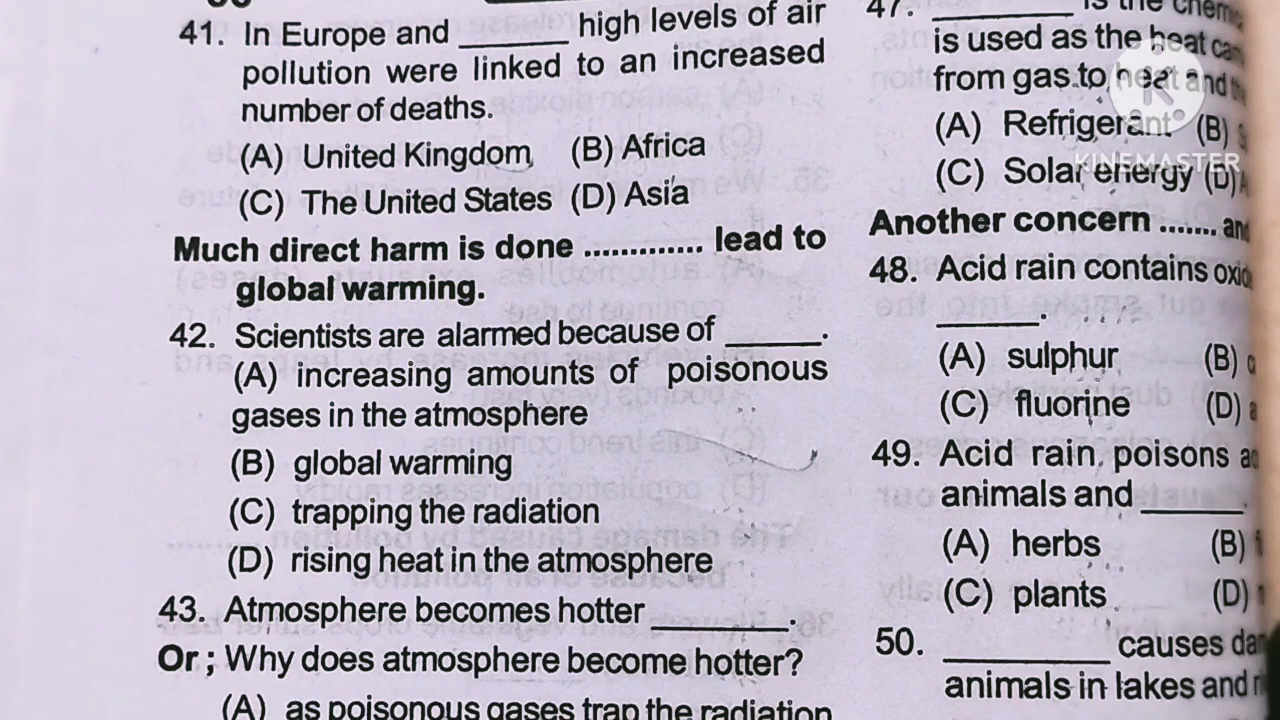 41. In Europe and ______ high levels of air
pollution were linked to an increased
number of deaths.
(A) United Kingdom (B) Africa
(C) The United States (D) Asia
Much direct harm is done ............. lead to
global warming.
42. Scientists are alarmed because of ______.
(A) increasing amounts of poisonous
gases in the atmosphere
(B) global warming
(C) trapping the radiation
(D) rising heat in the atmosphere
43. Atmosphere becomes hotter ________.
Or ; Why does atmosphere become hotter?
(A) as poisonous gases trap the radiation
47. ________ is the
is used as the heat
from gas to heat and
(A) Refrigerant (B)
(C) Solar energy (D)
Another concern ....... 
48. Acid rain contains
______.
(A) sulphur (B)
(C) fluorine (D)
49. Acid rain poisons
animals and ______.
(A) herbs (B)
(C) plants (D)
50. ________ causes
animals in lakes and
K
KINEMASTER